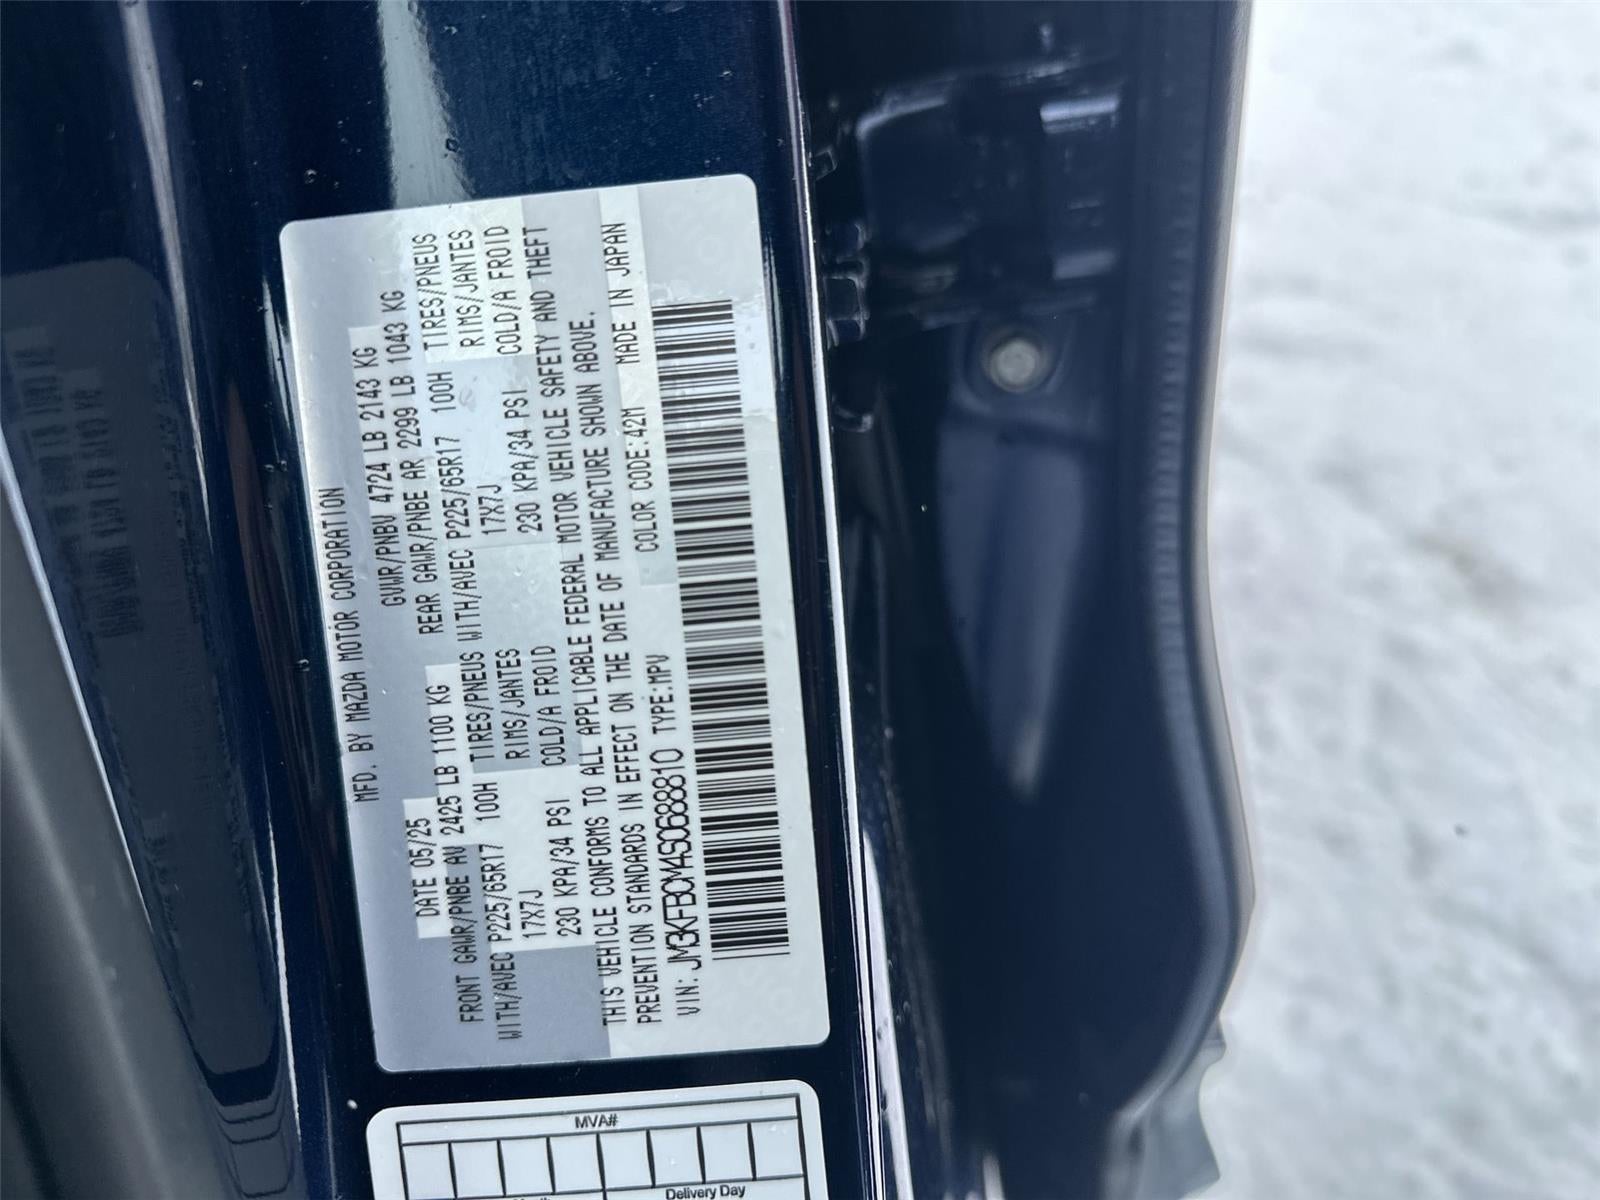 MFD. BY MAZDA MOTOR CORPORATION
DATE 05/25 GVWR/PNBV 4724 LB 2143 KG
FRONT GAWR/PNBE AV 2425 LB 1100 KG REAR GAWR/PNBE AR 2299 LB 1043 KG
WITH/AVEC P225/65R17 100H TIRES/PNEUS WITH/AVEC P225/65R17 100H TIRES/PNEUS
17X7J RIMS/JANTES 17X7J RIMS/JANTES
230 KPA/34 PSI COLD/A FROID 230 KPA/34 PSI COLD/A FROID
THIS VEHICLE CONFORMS TO ALL APPLICABLE FEDERAL MOTOR VEHICLE SAFETY AND THEFT
PREVENTION STANDARDS IN EFFECT ON THE DATE OF MANUFACTURE SHOWN ABOVE.
VIN: JM3KFBCM4S0688810 TYPE:MPV COLOR CODE:42M MADE IN JAPAN
MVA#
Delivery Day